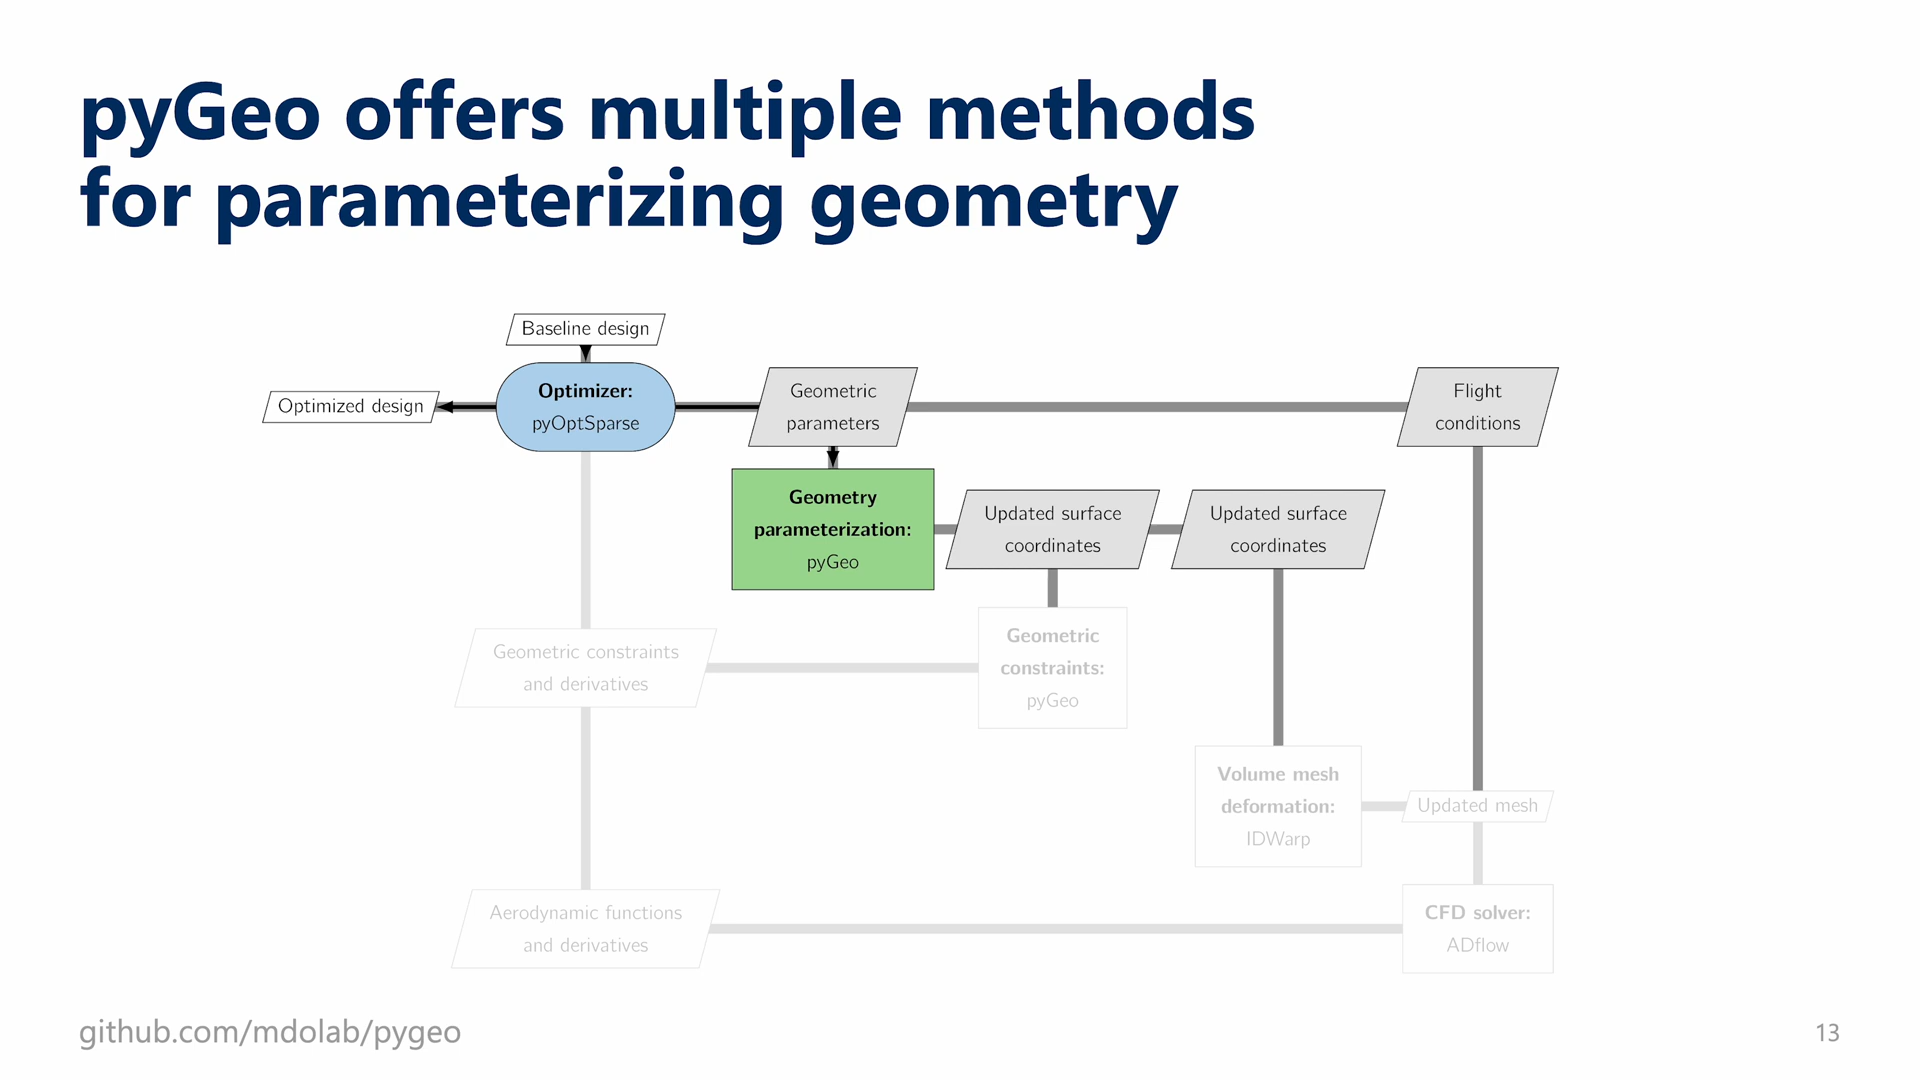 pyGeo offers multiple methods
for parameterizing geometry
Baseline design
Optimized design
Optimizer:
pyOptSparse
Geometric
parameters
Flight
conditions
Geometry
parameterization:
pyGeo
Updated surface
coordinates
Updated surface
coordinates
Geometric constraints
and derivatives
Geometric
constraints:
pyGeo
Volume mesh
deformation:
IDWarp
Updated mesh
Aerodynamic functions
and derivatives
CFD solver:
ADflow
github.com/mdolab/pygeo
13